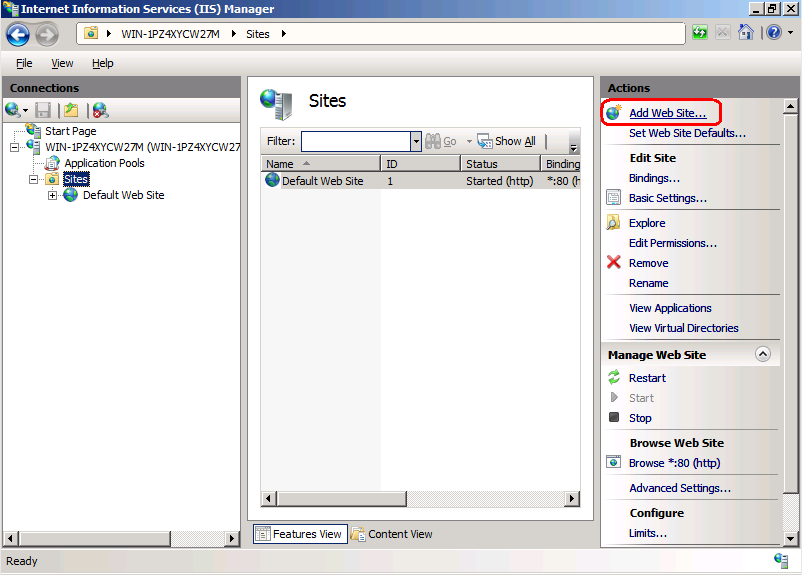 Internet Information Services (IIS) Manager
WIN-1PZ4XYCW27M Sites
File View Help
Connections
Start Page
WIN-1PZ4XYCW27M (WIN-1PZ4XYCW27
Application Pools
Sites
Default Web Site
Sites
Filter: Go Show All
Name ID Status Binding
Default Web Site 1 Started (http) *:80 (h
Features View Content View
Actions
Add Web Site...
Set Web Site Defaults...
Edit Site
Bindings...
Basic Settings...
Explore
Edit Permissions...
Remove
Rename
View Applications
View Virtual Directories
Manage Web Site
Restart
Start
Stop
Browse Web Site
Browse *:80 (http)
Advanced Settings...
Configure
Limits...
Ready